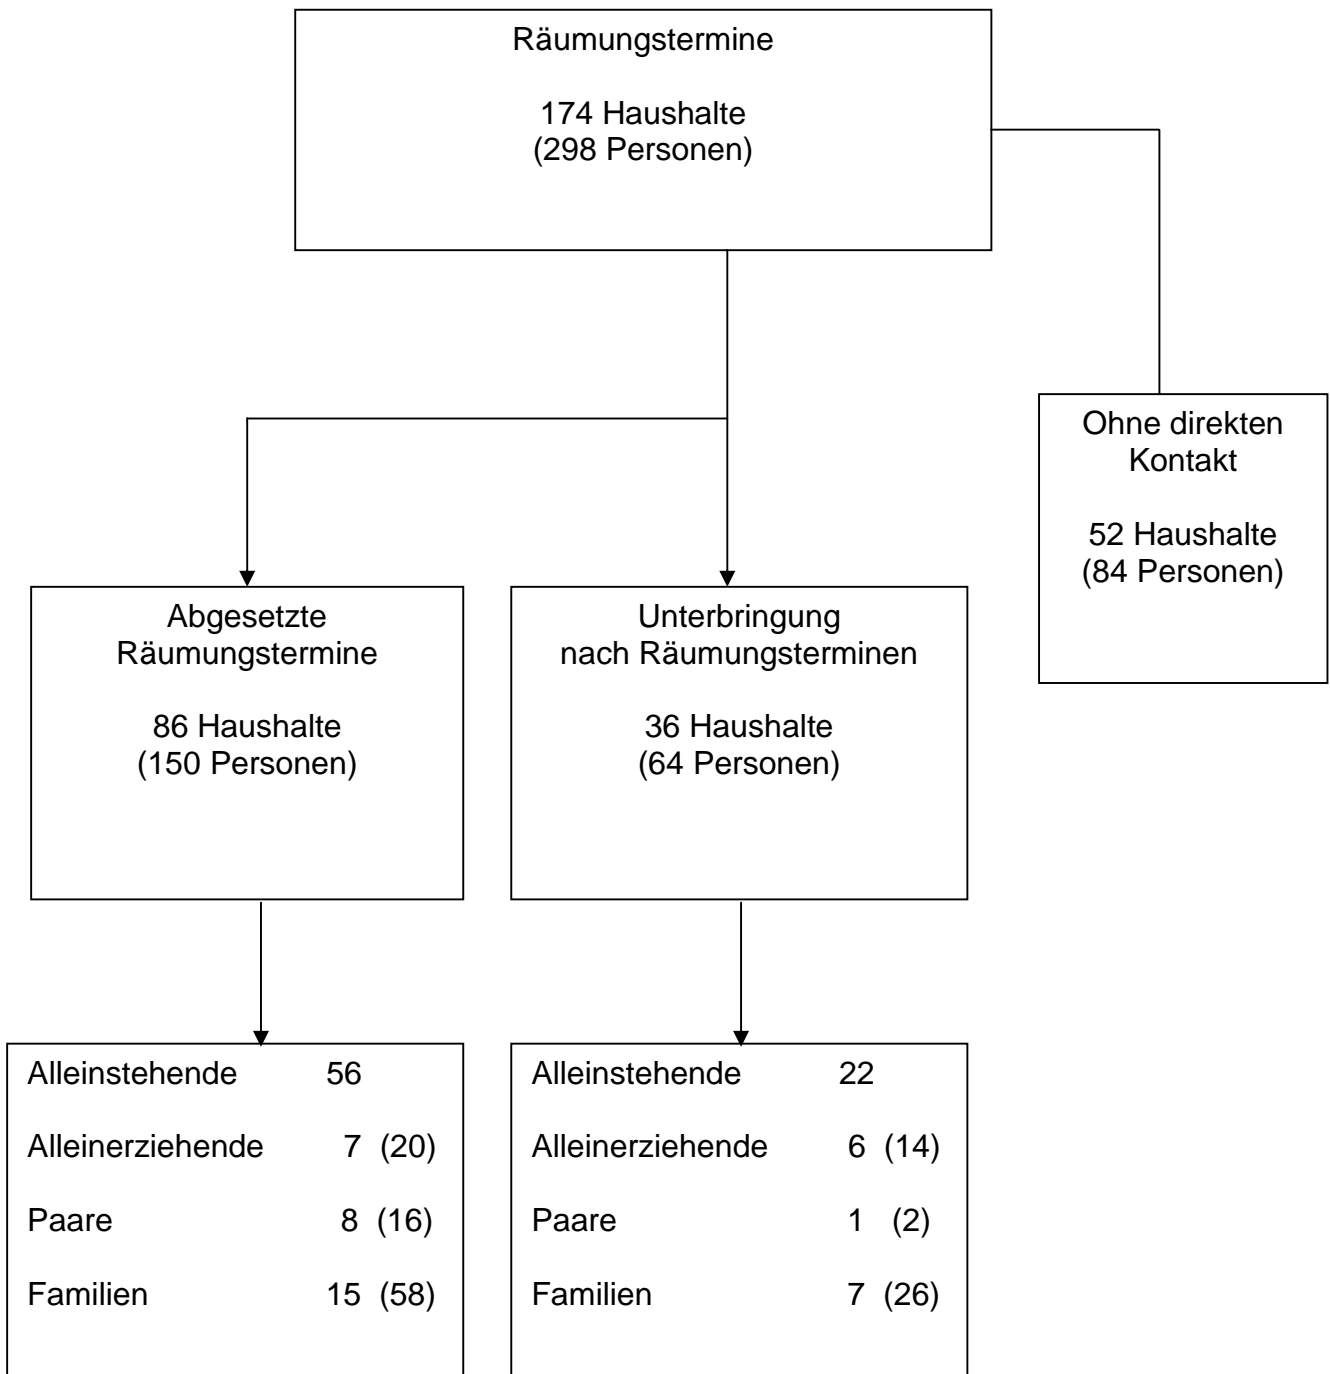 Räumungstermine
174 Haushalte
(298 Personen)
Ohne direkten
Kontakt
52 Haushalte
(84 Personen)
Abgesetzte
Räumungstermine
86 Haushalte
(150 Personen)
Unterbringung
nach Räumungsterminen
36 Haushalte
(64 Personen)
Alleinstehende 56
Alleinerziehende 7 (20)
Paare 8 (16)
Familien 15 (58)
Alleinstehende 22
Alleinerziehende 6 (14)
Paare 1 (2)
Familien 7 (26)